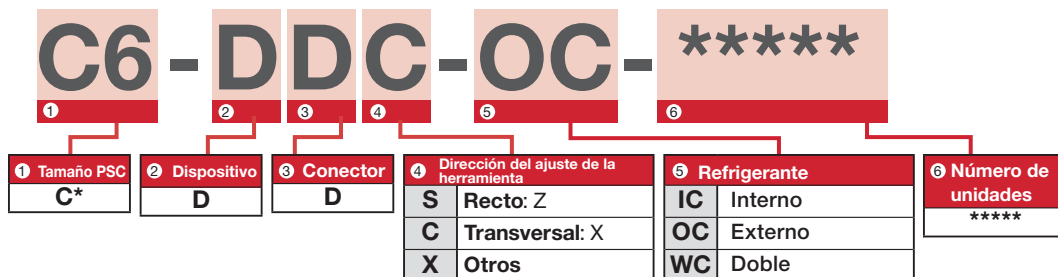 C6-DDC-OC-*****
① ② ③ ④ ⑤ ⑥
① Tamaño PSC
C*
② Dispositivo
D
③ Conector
D
④ Dirección del ajuste de la
herramienta
S Recto: Z
C Transversal: X
X Otros
⑤ Refrigerante
IC Interno
OC Externo
WC Doble
⑥ Número de
unidades
*****